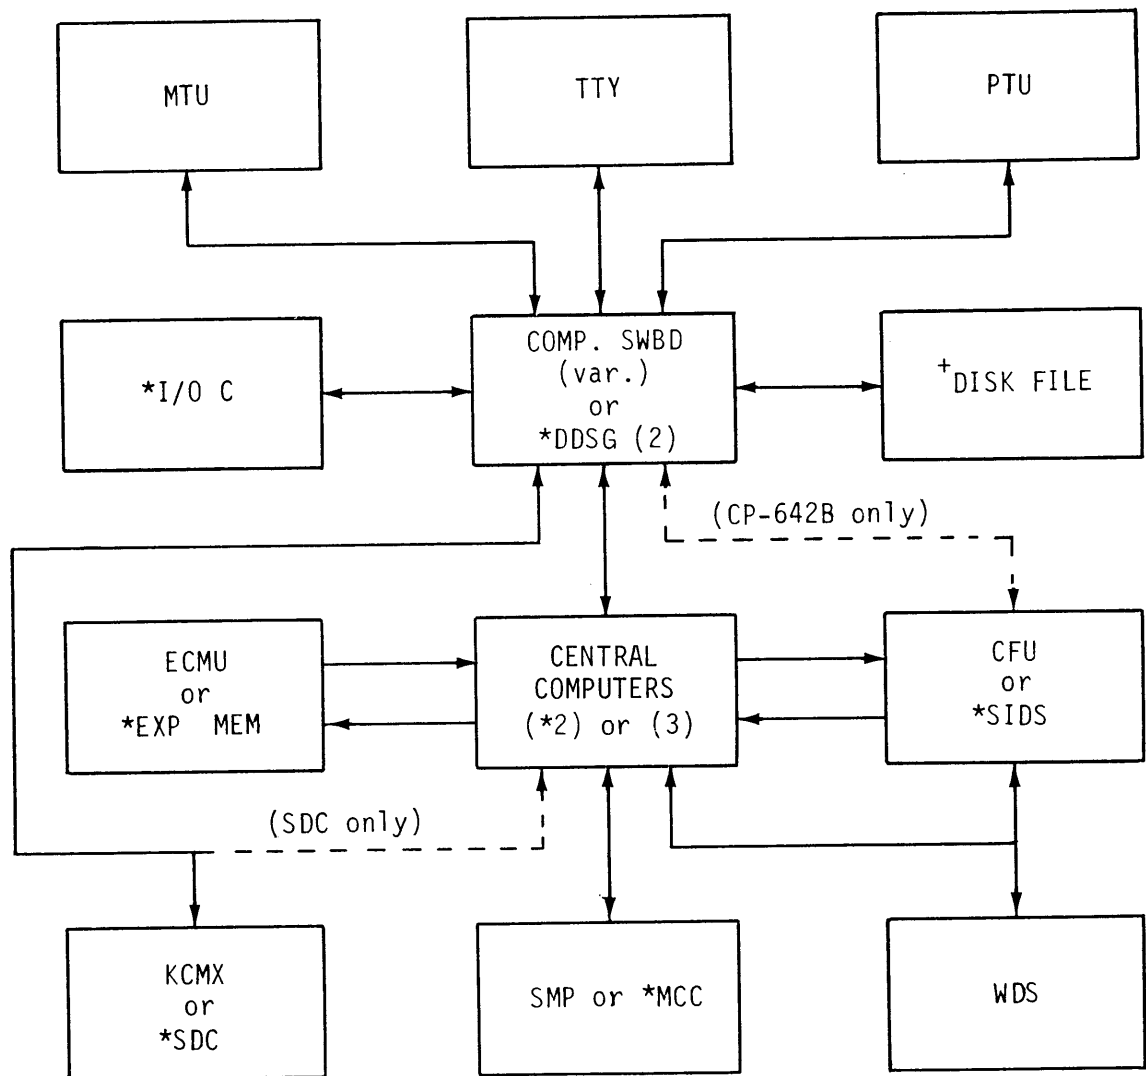 MTU
TTY
PTU
*I/O C
COMP. SWBD
(var.)
or
*DDSG (2)
+DISK FILE
(CP-642B only)
ECMU
or
*EXP MEM
CENTRAL
COMPUTERS
(*2) or (3)
CFU
or
*SIDS
(SDC only)
KCMX
or
*SDC
SMP or *MCC
WDS